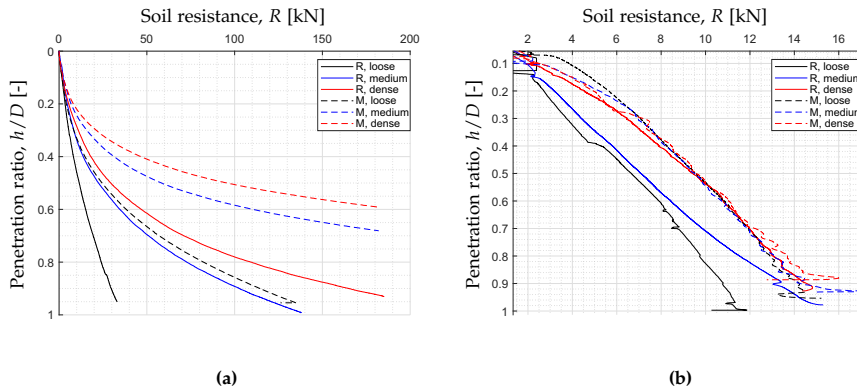 Soil resistance, R [kN]
0 50 100 150 200
Penetration ratio, h/D [-]
0
0.2
0.4
0.6
0.8
1
R, loose
R, medium
R, dense
M, loose
M, medium
M, dense
(a)
Soil resistance, R [kN]
2 4 6 8 10 12 14 16
Penetration ratio, h/D [-]
0.1
0.2
0.3
0.4
0.5
0.6
0.7
0.8
0.9
1
R, loose
R, medium
R, dense
M, loose
M, medium
M, dense
(b)